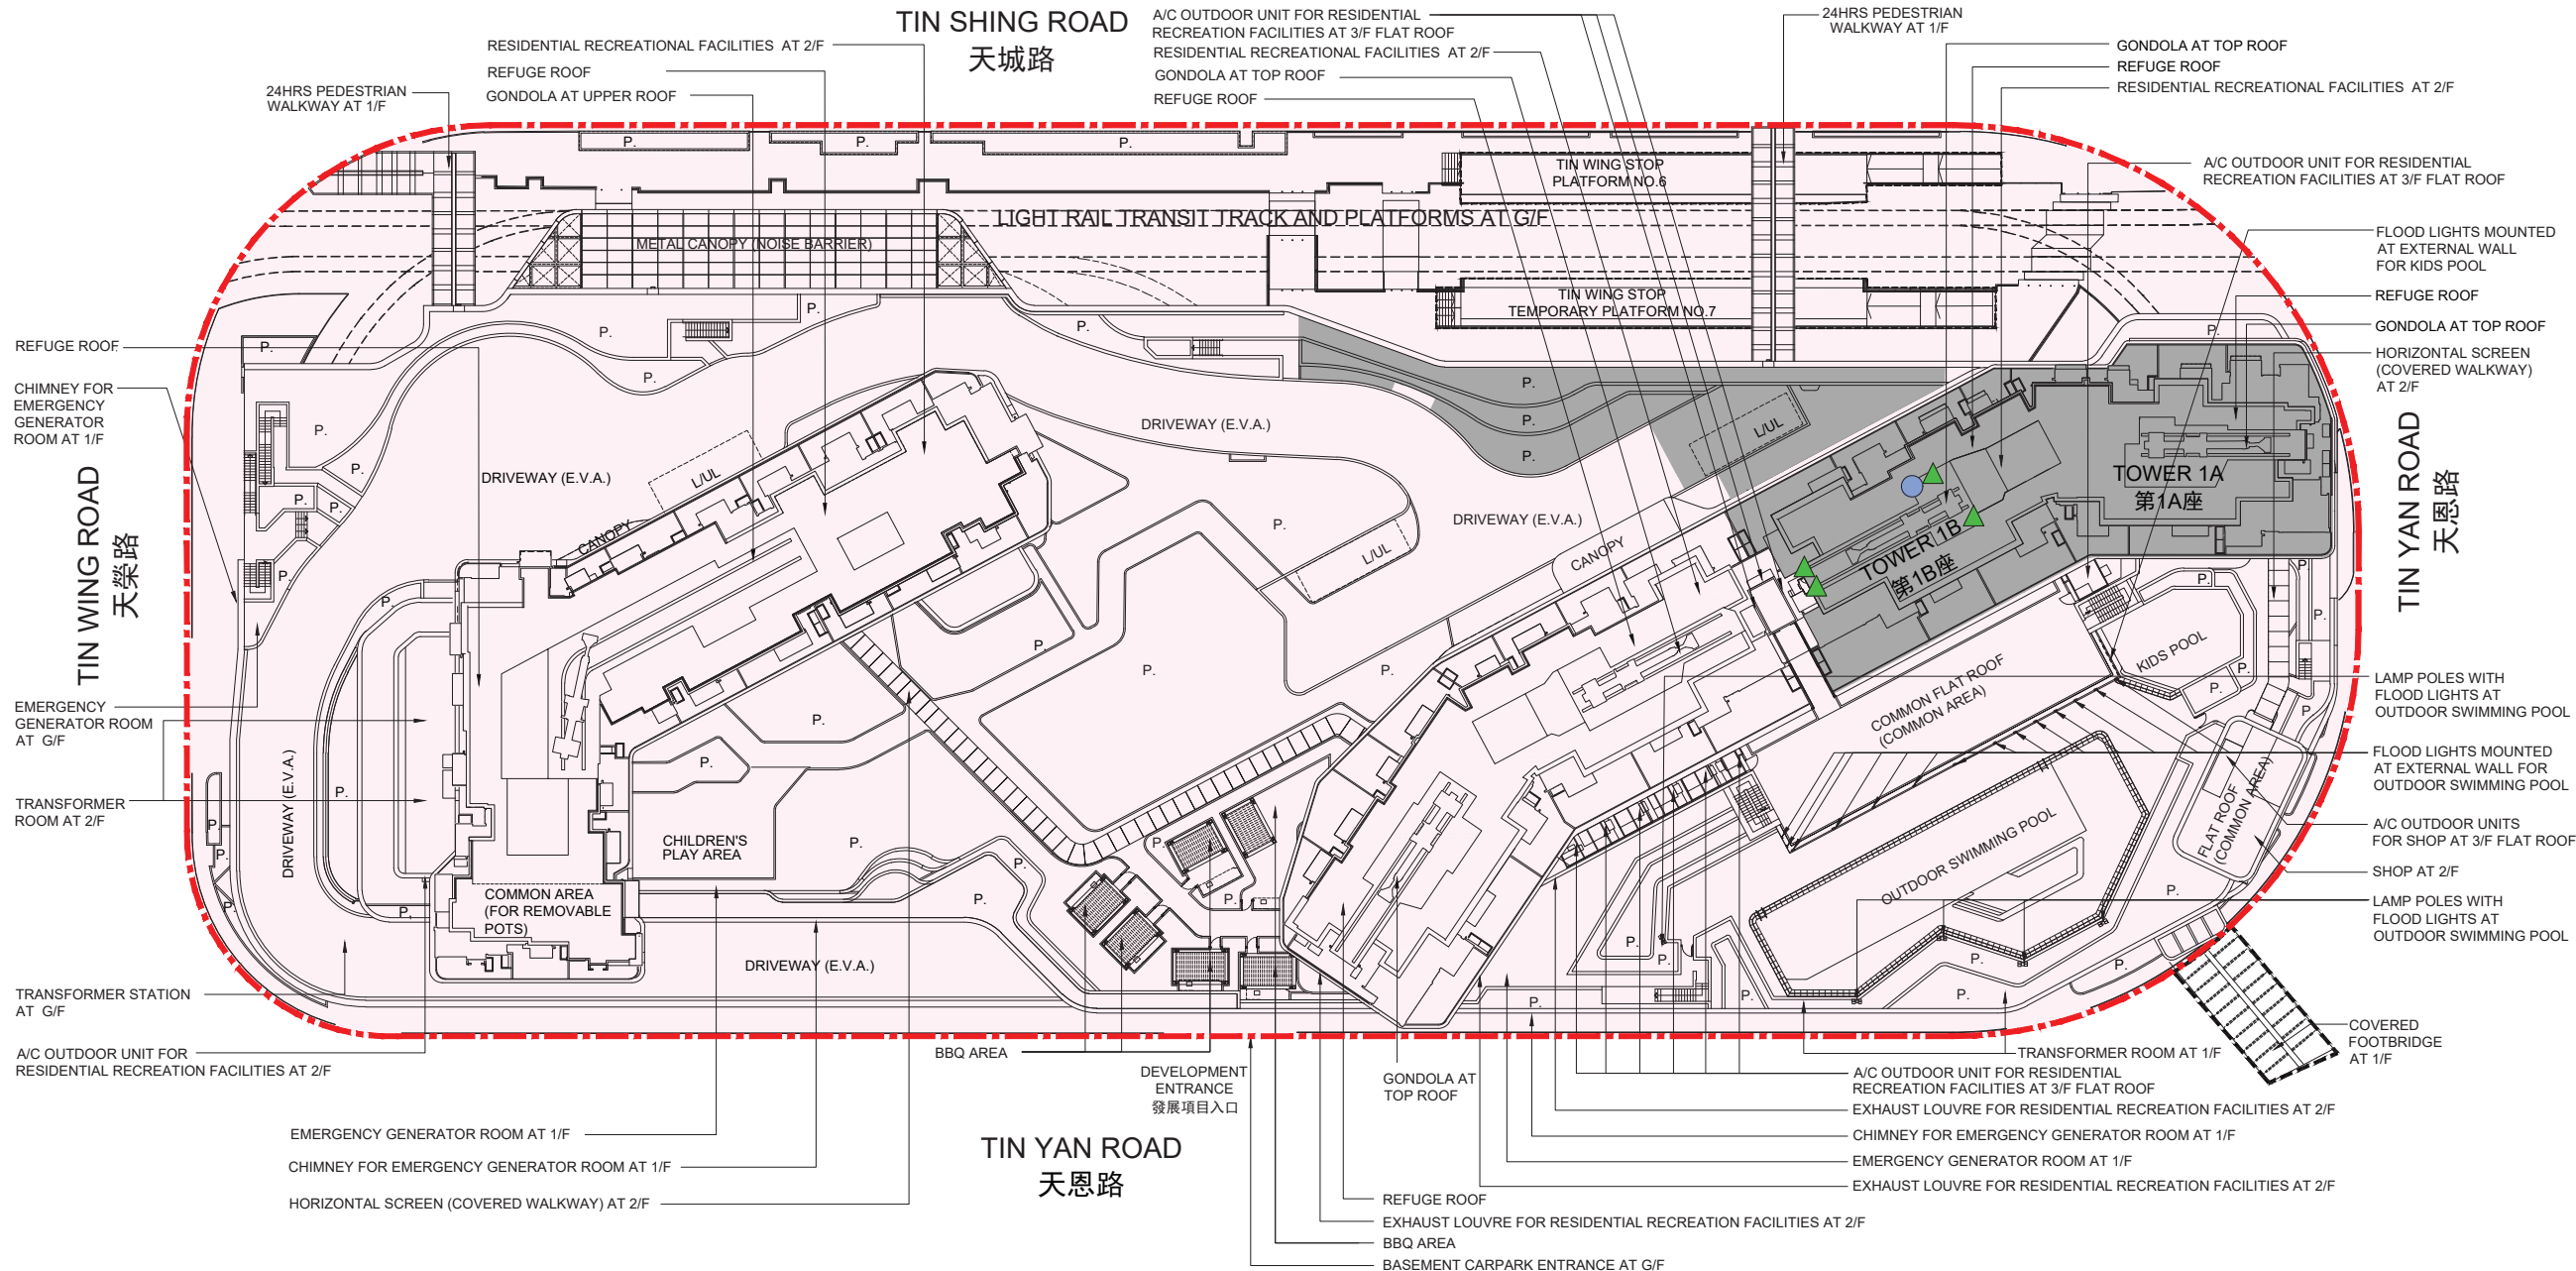 TIN SHING ROAD
天城路
A/C OUTDOOR UNIT FOR RESIDENTIAL
RECREATION FACILITIES AT 3/F FLAT ROOF
RESIDENTIAL RECREATIONAL FACILITIES AT 2/F
GONDOLA AT TOP ROOF
REFUGE ROOF
24HRS PEDESTRIAN
WALKWAY AT 1/F
RESIDENTIAL RECREATIONAL FACILITIES AT 2/F
REFUGE ROOF
GONDOLA AT UPPER ROOF
24HRS PEDESTRIAN
WALKWAY AT 1/F
GONDOLA AT TOP ROOF
REFUGE ROOF
RESIDENTIAL RECREATIONAL FACILITIES AT 2/F
A/C OUTDOOR UNIT FOR RESIDENTIAL
RECREATION FACILITIES AT 3/F FLAT ROOF
FLOOD LIGHTS MOUNTED
AT EXTERNAL WALL
FOR KIDS POOL
REFUGE ROOF
GONDOLA AT TOP ROOF
HORIZONTAL SCREEN
(COVERED WALKWAY)
AT 2/F
P.
P.
P.
TIN WING STOP
PLATFORM NO.6
LIGHT RAIL TRANSIT TRACK AND PLATFORMS AT G/F
METAL CANOPY (NOISE BARRIER)
TIN WING STOP
TEMPORARY PLATFORM NO.7
P.
P.
P.
P.
P.
P.
P.
P.
P.
REFUGE ROOF
CHIMNEY FOR
EMERGENCY
GENERATOR
ROOM AT 1/F
TIN WING ROAD
天榮路
EMERGENCY
GENERATOR ROOM
AT G/F
TRANSFORMER
ROOM AT 2/F
TRANSFORMER STATION
AT G/F
A/C OUTDOOR UNIT FOR
RESIDENTIAL RECREATION FACILITIES AT 2/F
P.
P.
P.
P.
P.
P.
DRIVEWAY (E.V.A.)
L/UL
CANOPY
DRIVEWAY (E.V.A.)
P.
DRIVEWAY (E.V.A.)
L/UL
CANOPY
L/UL
TOWER 1A
第1A座
TOWER 1B
第1B座
TIN YAN ROAD
天恩路
P.
P.
P.
P.
P.
P.
P.
P.
P.
P.
P.
P.
DRIVEWAY (E.V.A.)
P.
P.
P.
P.
CHILDREN'S
PLAY AREA
P.
P.
P.
P.
P.
COMMON AREA
(FOR REMOVABLE
POTS)
DRIVEWAY (E.V.A.)
KIDS POOL
COMMON FLAT ROOF
(COMMON AREA)
FLAT ROOF
(COMMON AREA)
OUTDOOR SWIMMING POOL
P.
P.
P.
P.
P.
P.
P.
P.
LAMP POLES WITH
FLOOD LIGHTS AT
OUTDOOR SWIMMING POOL
FLOOD LIGHTS MOUNTED
AT EXTERNAL WALL FOR
OUTDOOR SWIMMING POOL
A/C OUTDOOR UNITS
FOR SHOP AT 3/F FLAT ROOF
SHOP AT 2/F
LAMP POLES WITH
FLOOD LIGHTS AT
OUTDOOR SWIMMING POOL
COVERED
FOOTBRIDGE
AT 1/F
BBQ AREA
DEVELOPMENT
ENTRANCE
發展項目入口
GONDOLA AT
TOP ROOF
TRANSFORMER ROOM AT 1/F
A/C OUTDOOR UNIT FOR RESIDENTIAL
RECREATION FACILITIES AT 3/F FLAT ROOF
EXHAUST LOUVRE FOR RESIDENTIAL RECREATION FACILITIES AT 2/F
CHIMNEY FOR EMERGENCY GENERATOR ROOM AT 1/F
EMERGENCY GENERATOR ROOM AT 1/F
EXHAUST LOUVRE FOR RESIDENTIAL RECREATION FACILITIES AT 2/F
EMERGENCY GENERATOR ROOM AT 1/F
CHIMNEY FOR EMERGENCY GENERATOR ROOM AT 1/F
HORIZONTAL SCREEN (COVERED WALKWAY) AT 2/F
TIN YAN ROAD
天恩路
REFUGE ROOF
EXHAUST LOUVRE FOR RESIDENTIAL RECREATION FACILITIES AT 2/F
BBQ AREA
BASEMENT CARPARK ENTRANCE AT G/F